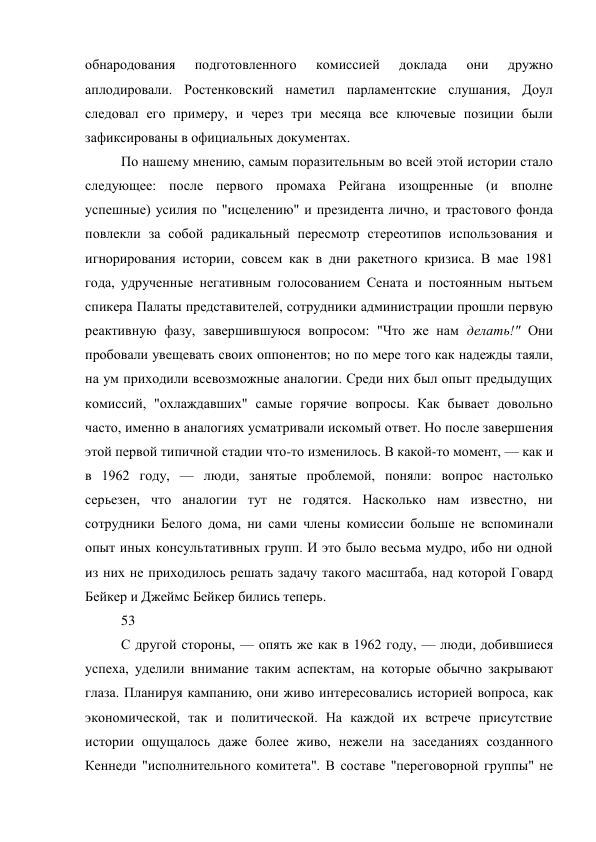 обнародования подготовленного комиссией доклада они дружно
аплодировали. Ростенковский наметил парламентские слушания, Доул
следовал его примеру, и через три месяца все ключевые позиции были
зафиксированы в официальных документах.
По нашему мнению, самым поразительным во всей этой истории стало
следующее: после первого промаха Рейгана изощренные (и вполне
успешные) усилия по "исцелению" и президента лично, и трастового фонда
повлекли за собой радикальный пересмотр стереотипов использования и
игнорирования истории, совсем как в дни ракетного кризиса. В мае 1981
года, удрученные негативным голосованием Сената и постоянным нытьем
спикера Палаты представителей, сотрудники администрации прошли первую
реактивную фазу, завершившуюся вопросом: "Что же нам делать!" Они
пробовали увещевать своих оппонентов; но по мере того как надежды таяли,
на ум приходили всевозможные аналогии. Среди них был опыт предыдущих
комиссий, "охлаждавших" самые горячие вопросы. Как бывает довольно
часто, именно в аналогиях усматривали искомый ответ. Но после завершения
этой первой типичной стадии что-то изменилось. В какой-то момент, — как и
в 1962 году, — люди, занятые проблемой, поняли: вопрос настолько
серьезен, что аналогии тут не годятся. Насколько нам известно, ни
сотрудники Белого дома, ни сами члены комиссии больше не вспоминали
опыт иных консультативных групп. И это было весьма мудро, ибо ни одной
из них не приходилось решать задачу такого масштаба, над которой Говард
Бейкер и Джеймс Бейкер бились теперь.
53
С другой стороны, — опять же как в 1962 году, — люди, добившиеся
успеха, уделили внимание таким аспектам, на которые обычно закрывают
глаза. Планируя кампанию, они живо интересовались историей вопроса, как
экономической, так и политической. На каждой их встрече присутствие
истории ощущалось даже более живо, нежели на заседаниях созданного
Кеннеди "исполнительного комитета". В составе "переговорной группы" не